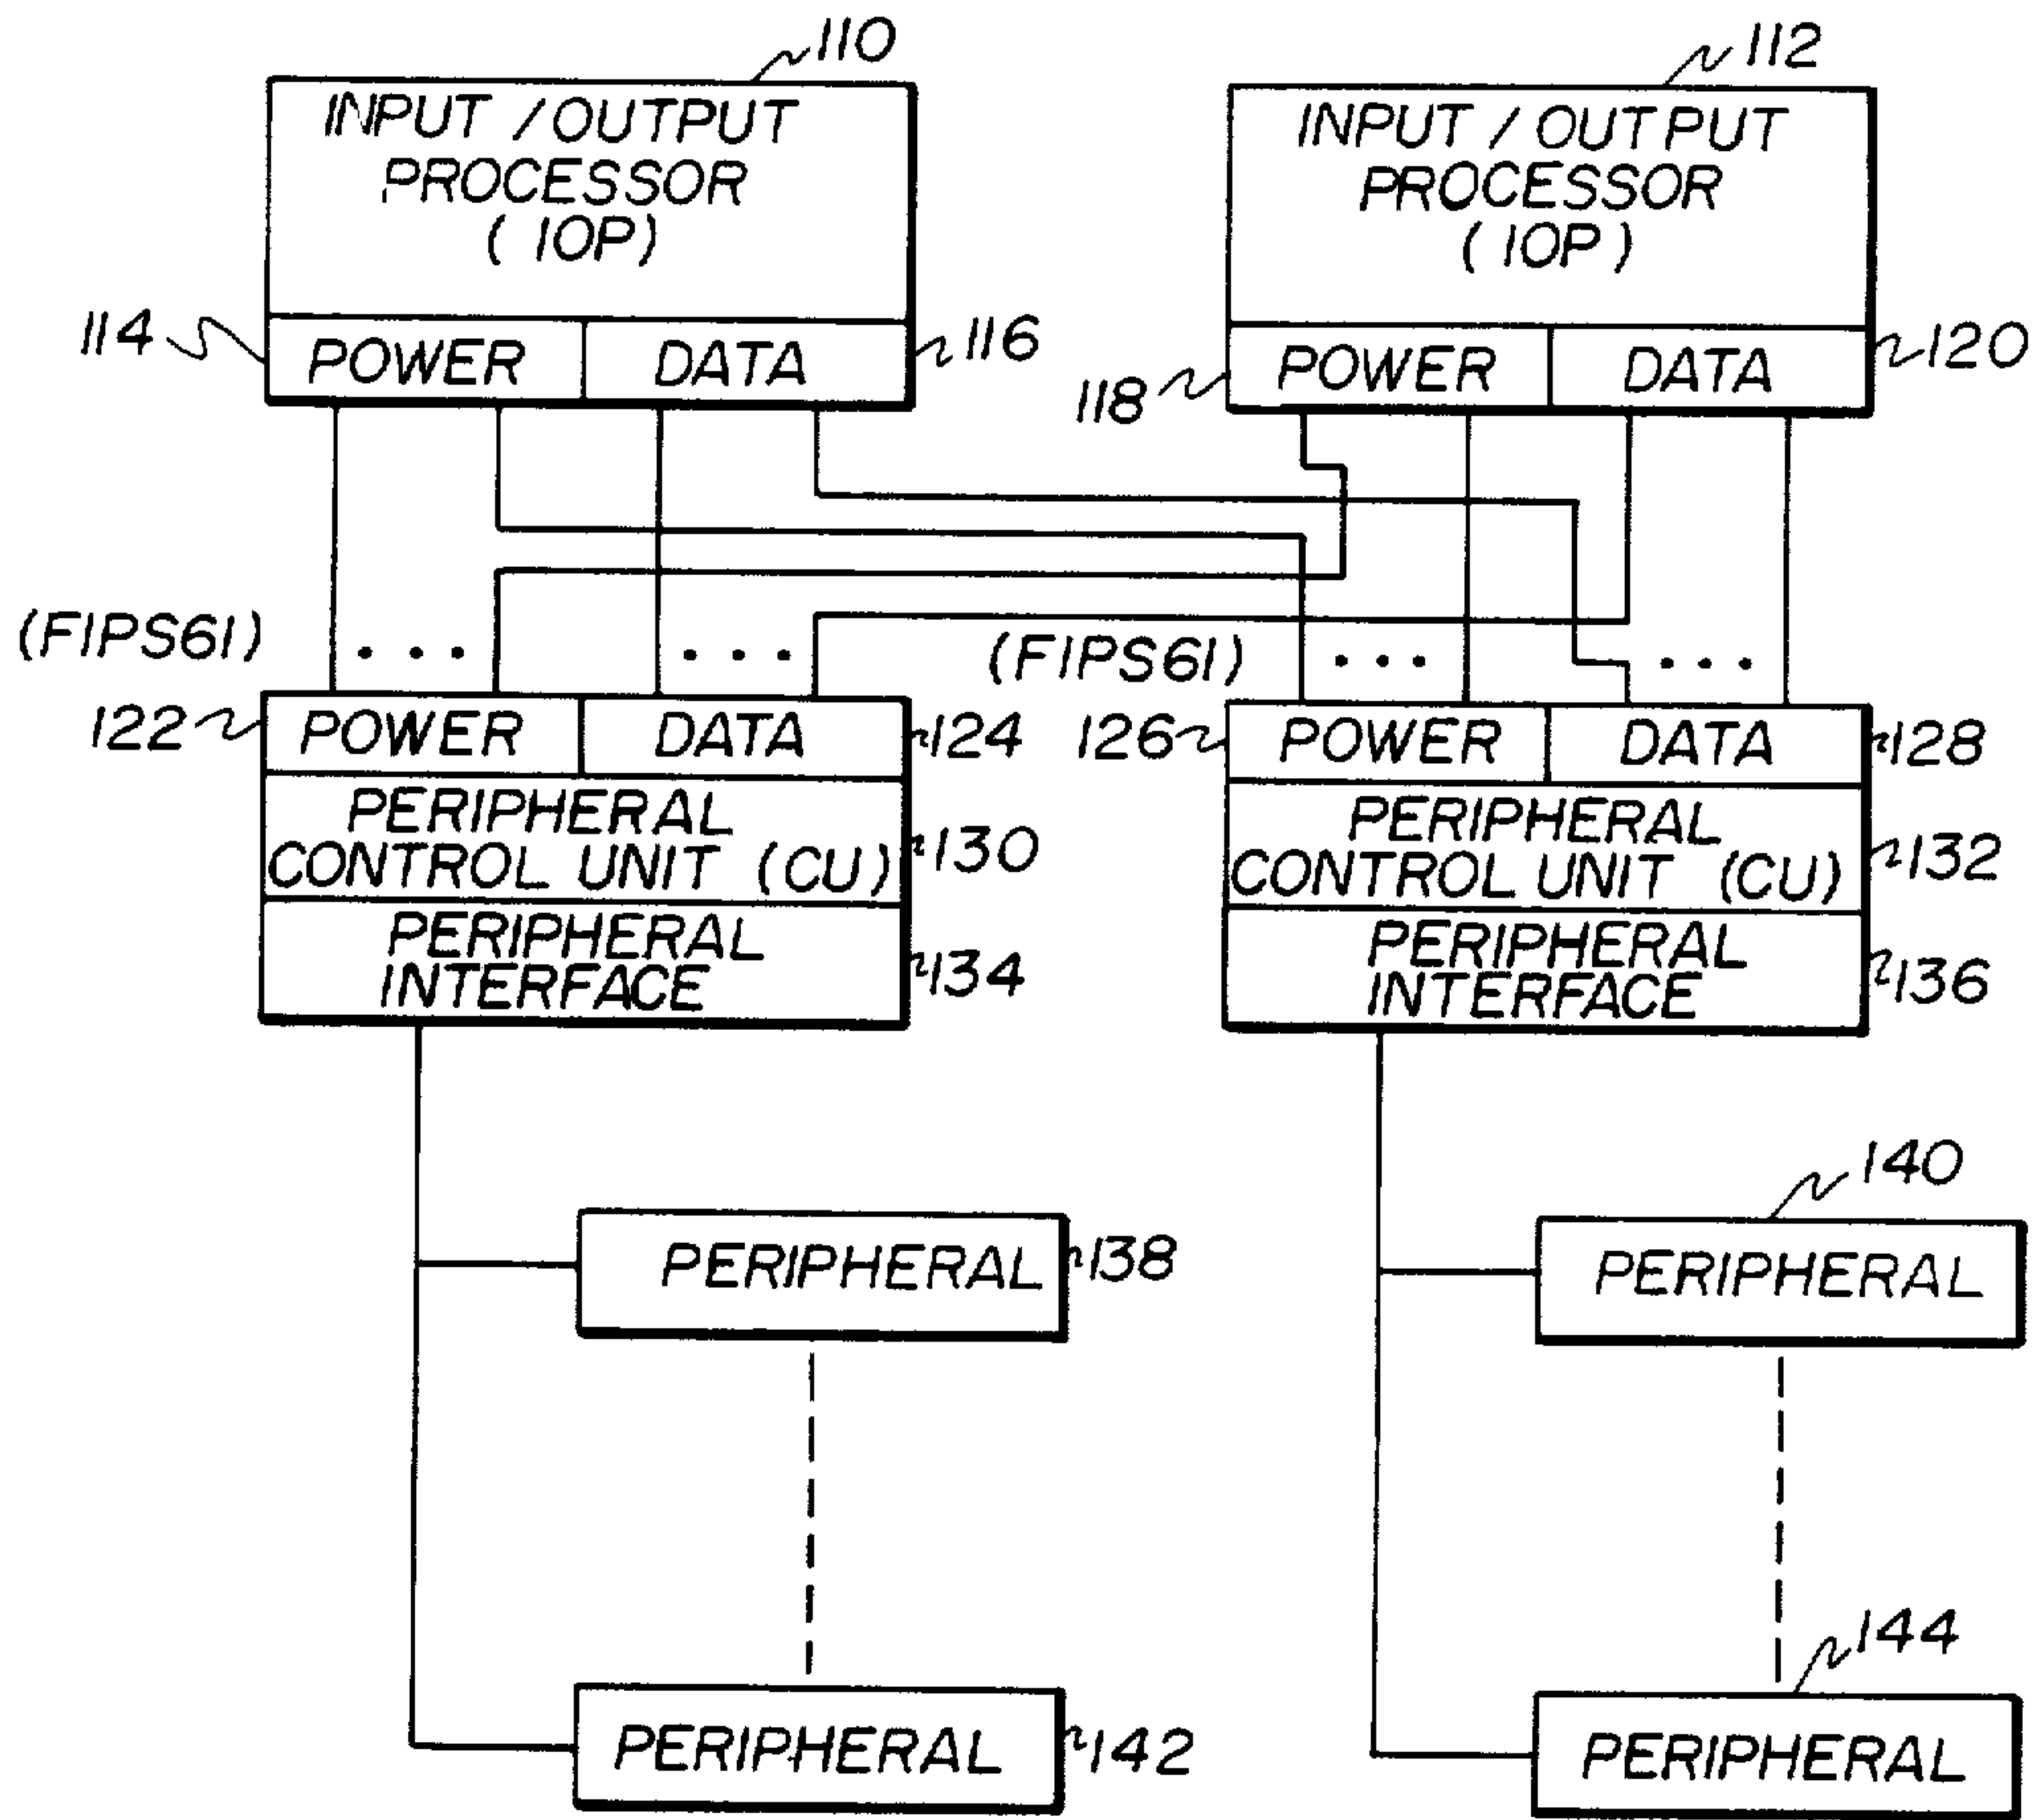 110
112
INPUT / OUTPUT
PROCESSOR
(IOP)
INPUT / OUTPUT
PROCESSOR
(IOP)
114
POWER
DATA
116
118
POWER
DATA
120
(FIPS61)
. . .
. . .
(FIPS61)
. . .
. . .
122
POWER
DATA
124
126
POWER
DATA
128
PERIPHERAL
CONTROL UNIT (CU)
130
PERIPHERAL
CONTROL UNIT (CU)
132
PERIPHERAL
INTERFACE
134
PERIPHERAL
INTERFACE
136
PERIPHERAL
138
140
PERIPHERAL
PERIPHERAL
142
144
PERIPHERAL